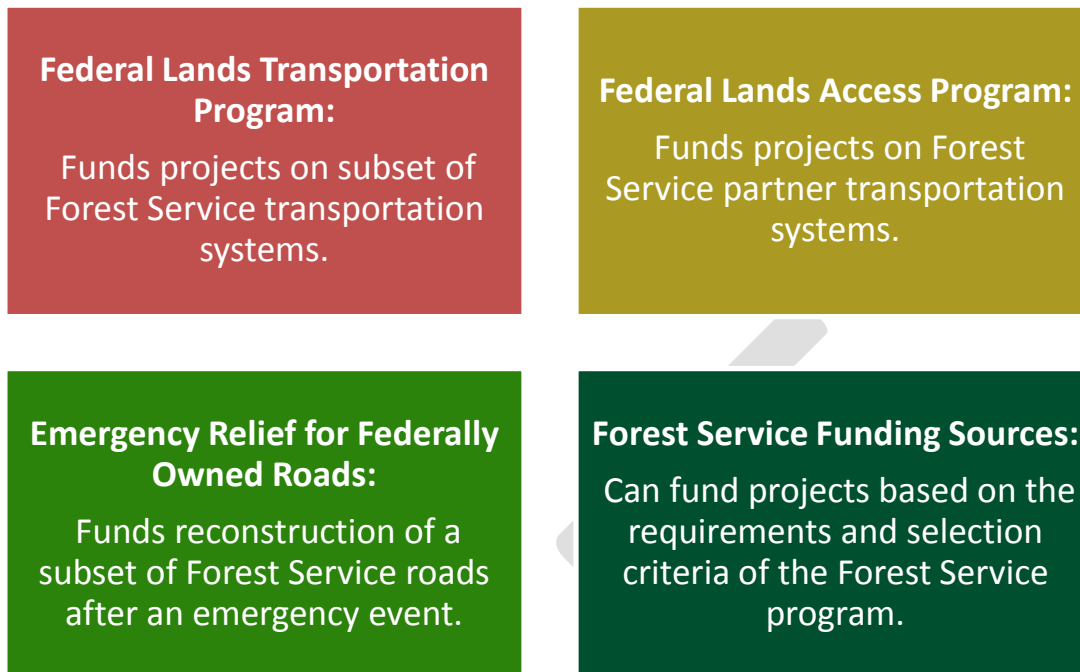 Federal Lands Transportation
Program:
Funds projects on subset of
Forest Service transportation
systems.
Federal Lands Access Program:
Funds projects on Forest
Service partner transportation
systems.
Emergency Relief for Federally
Owned Roads:
Funds reconstruction of a
subset of Forest Service roads
after an emergency event.
Forest Service Funding Sources:
Can fund projects based on the
requirements and selection
criteria of the Forest Service
program.